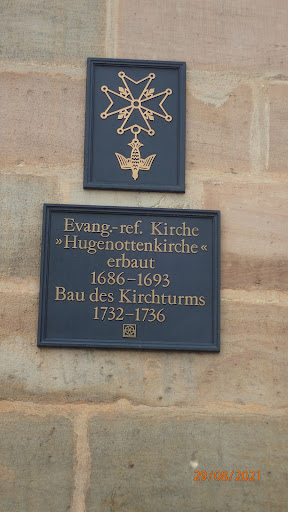 Evang.-ref. Kirche
»Hugenottenkirche«
erbaut
1686–1693
Bau des Kirchturms
1732–1736